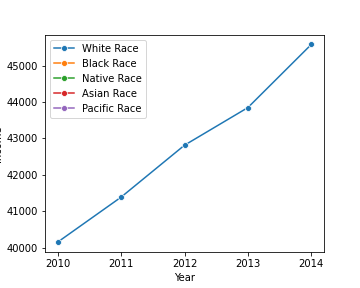 White Race
Black Race
Native Race
Asian Race
Pacific Race
45000
44000
43000
42000
41000
40000
2010 2011 2012 2013 2014
Year